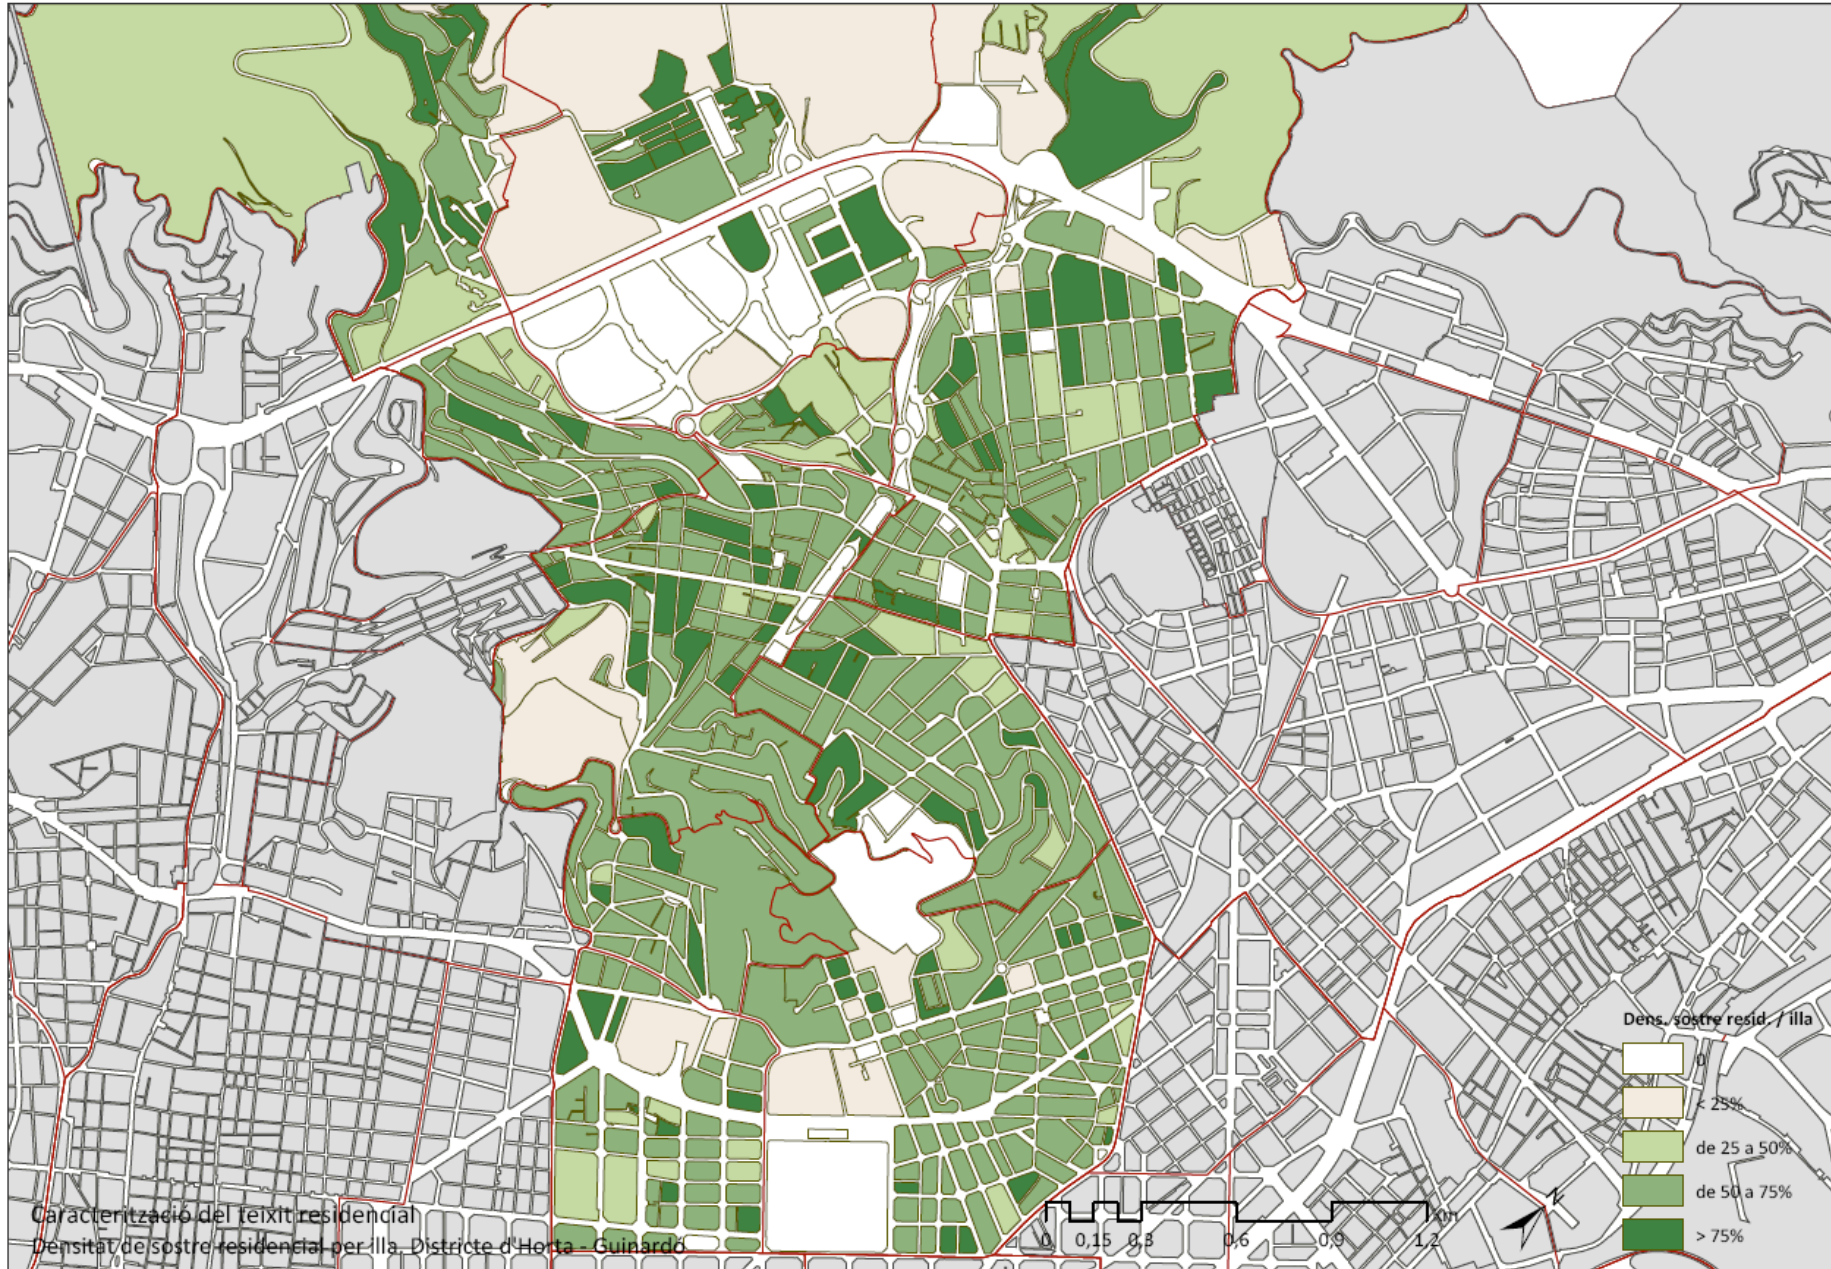 Dens. sostre resid. / illa
0
< 25%
de 25 a 50%
de 50 a 75%
> 75%
N
km
0 0,15 0,3 0,6 0,9 1,2
Caracterització del teixit residencial
Densitat de sostre residencial per illa. Districte d'Horta - Guinardó